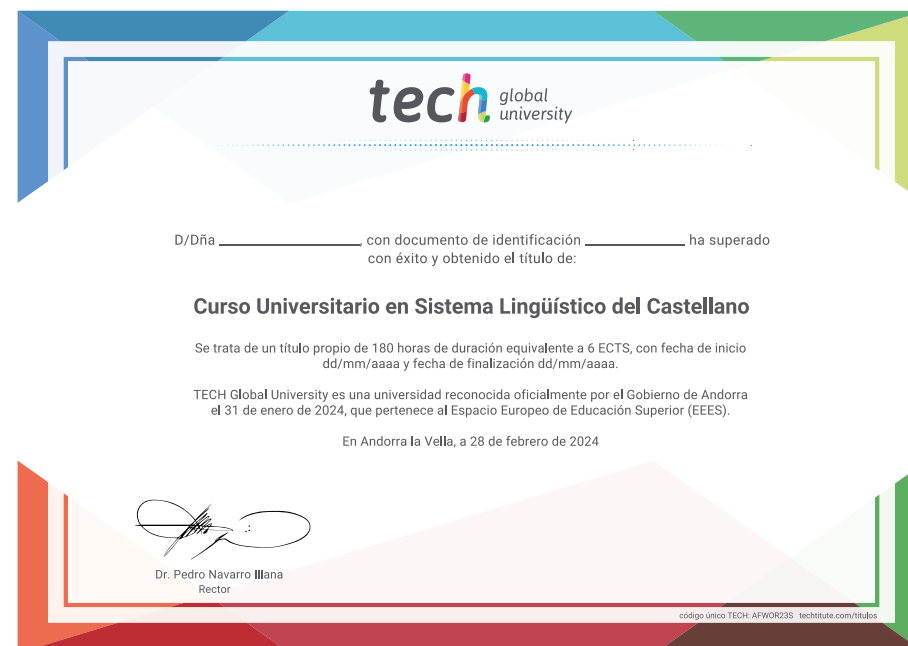 tech global
university
D/Dña ______________________, con documento de identificación ________________ ha superado
con éxito y obtenido el título de:
Curso Universitario en Sistema Lingüístico del Castellano
Se trata de un título propio de 180 horas de duración equivalente a 6 ECTS, con fecha de inicio
dd/mm/aaaa y fecha de finalización dd/mm/aaaa.
TECH Global University es una universidad reconocida oficialmente por el Gobierno de Andorra
el 31 de enero de 2024, que pertenece al Espacio Europeo de Educación Superior (EEES).
En Andorra la Vella, a 28 de febrero de 2024
Dr. Pedro Navarro Illana
Rector
código único TECH: AFWOR23S techtitute.com/titulos